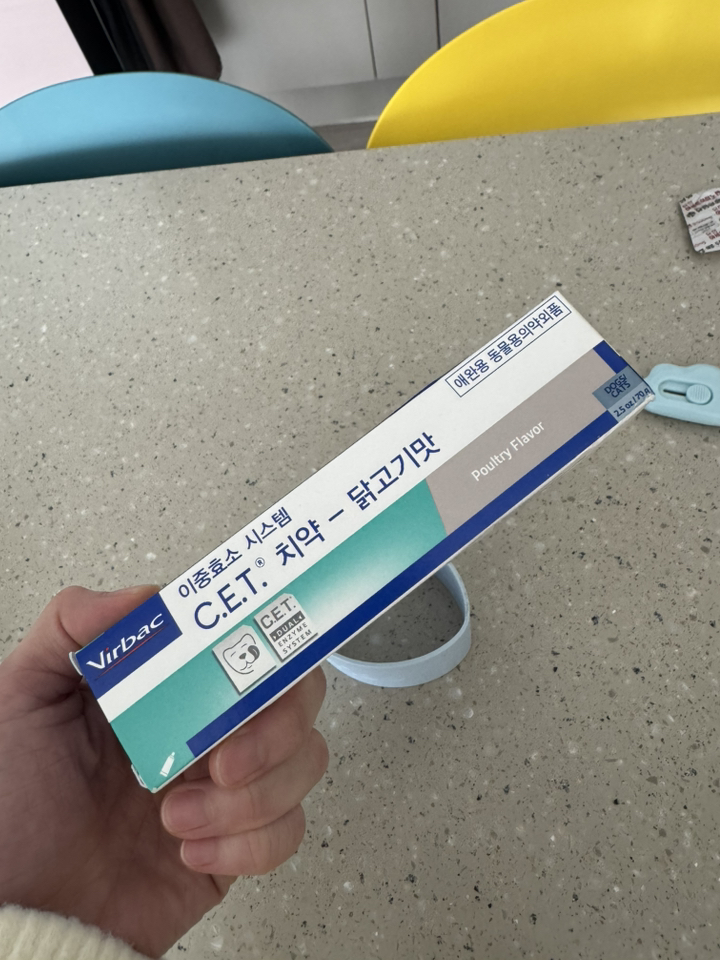 애완용 동물용의약외품
DOGS/
CATS
2.5 oz / 70
Poultry Flavor
이중효소 시스템
C.E.T.® 치약 – 닭고기맛
Virbac
C.E.T.
DUAL
ENZYME
SYSTEM